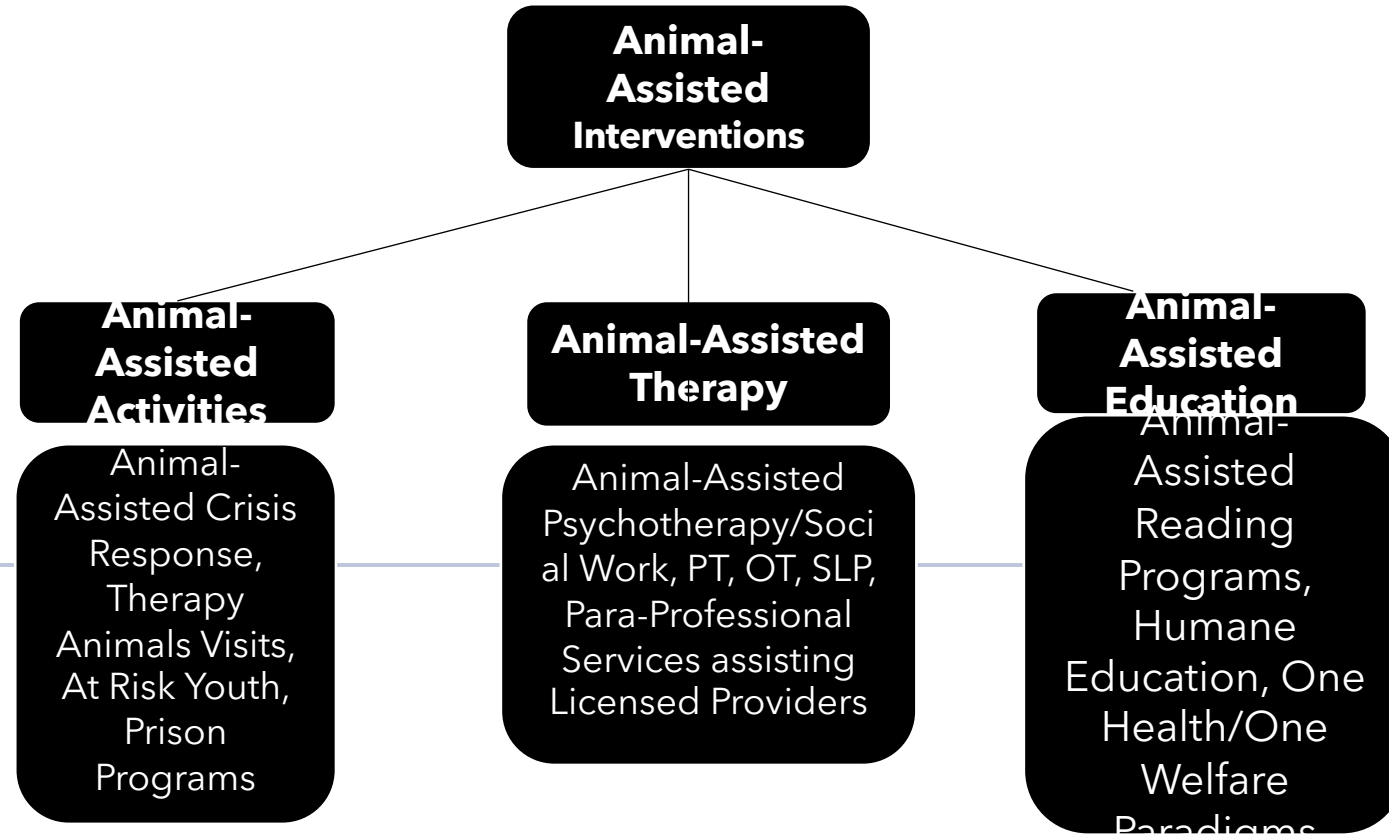 Animal-
Assisted
Interventions
Animal-
Assisted
Activities
Animal-
Assisted Crisis
Response,
Therapy
Animals Visits,
At Risk Youth,
Prison
Programs
Animal-Assisted
Therapy
Animal-Assisted
Psychotherapy/Soci
al Work, PT, OT, SLP,
Para-Professional
Services assisting
Licensed Providers
Animal-
Assisted
Education
Animal-
Assisted
Reading
Programs,
Humane
Education, One
Health/One
Welfare
Paradigms